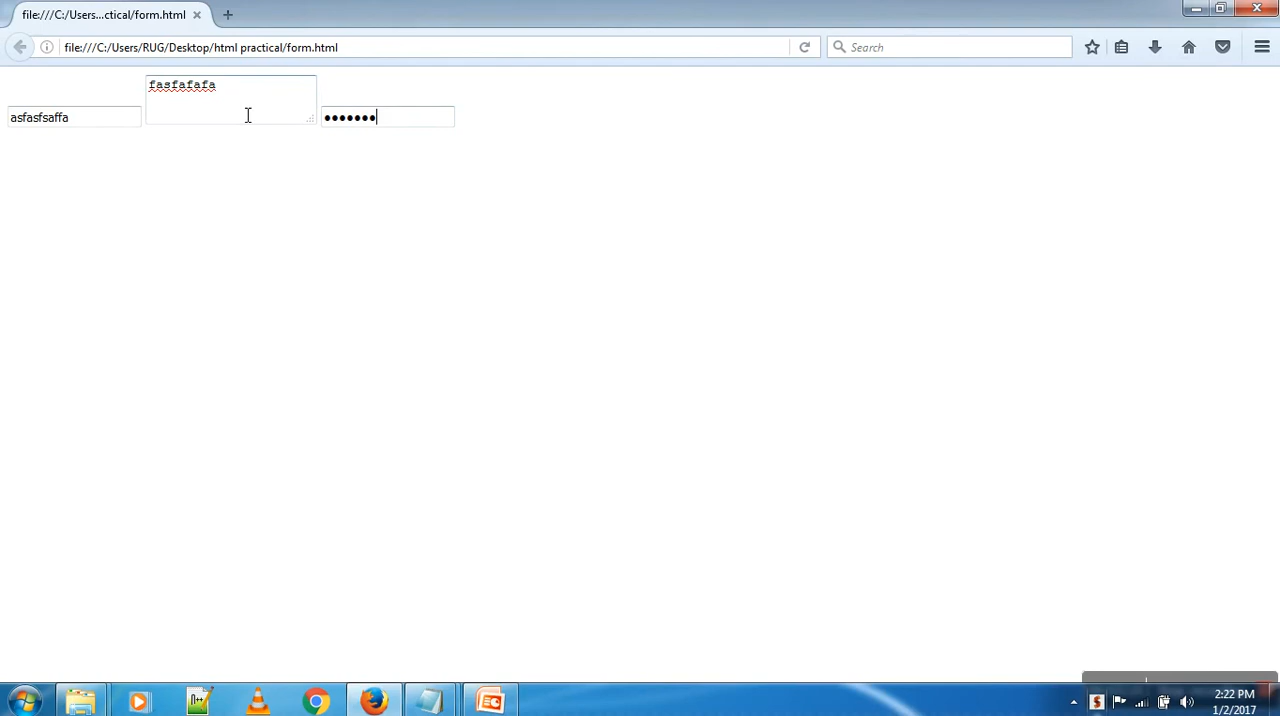 file:///C:/Users...ctical/form.html
file:///C:/Users/RUG/Desktop/html practical/form.html
Search
fasfafafa
asfasfsaffa
•••••••
2:22 PM
1/2/2017